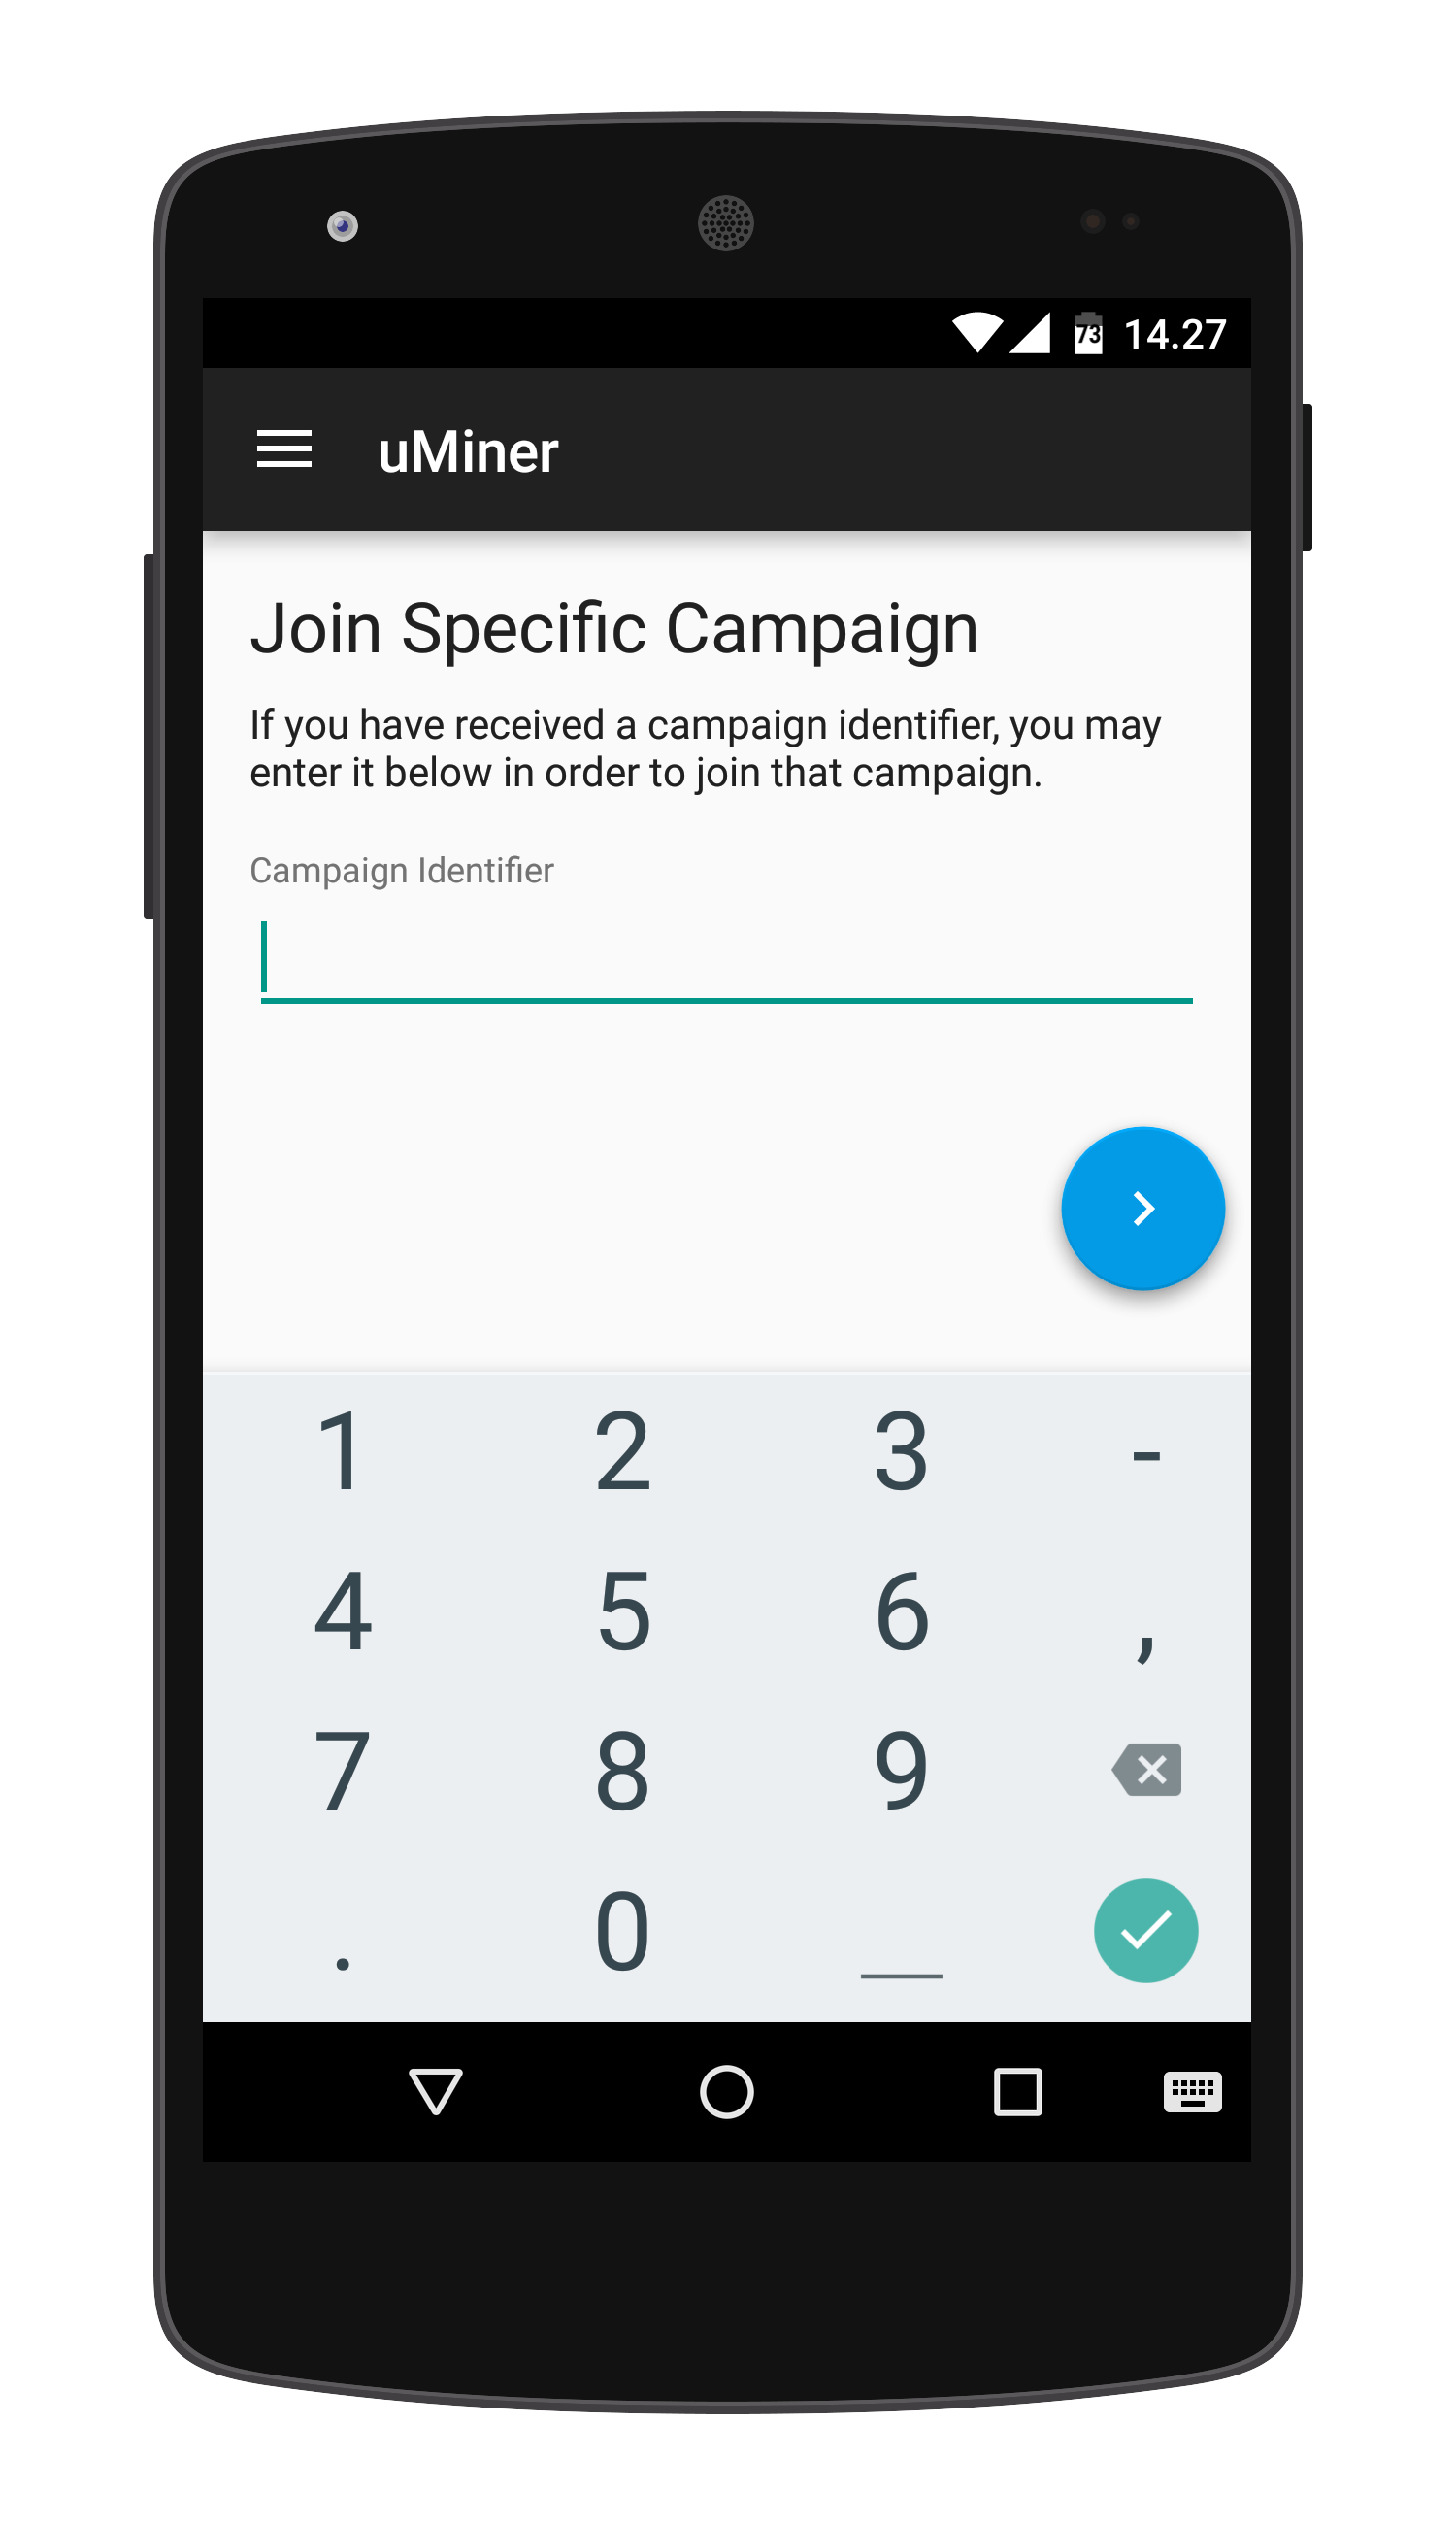 73 14.27
uMiner
Join Specific Campaign
If you have received a campaign identifier, you may
enter it below in order to join that campaign.
Campaign Identifier
1 2 3 -
4 5 6 ,
7 8 9
. 0 _